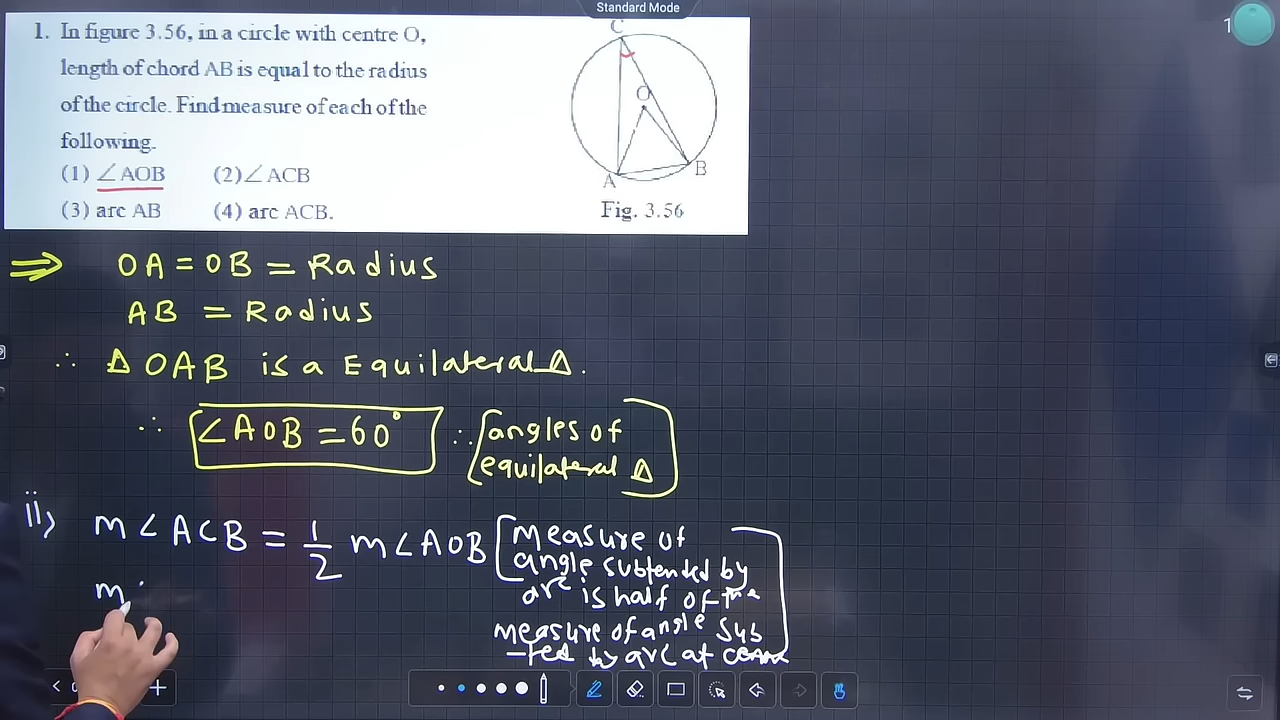 Standard Mode
1. In figure 3.56, in a circle with centre O,
length of chord AB is equal to the radius
of the circle. Find measure of each of the
following.
(1) ∠AOB (2) ∠ACB
(3) arc AB (4) arc ACB.
C
O
A
B
Fig. 3.56
⇒ OA = OB = Radius
AB = Radius
∴ Δ OAB is a Equilateral Δ.
∴ ∠AOB = 60° ∴ [angles of
equilateral Δ]
ii) m∠ACB = 1/2 m∠AOB [measure of
angle subtended by
arc is half of the
measure of angle sub
-ted by arc at
m
1